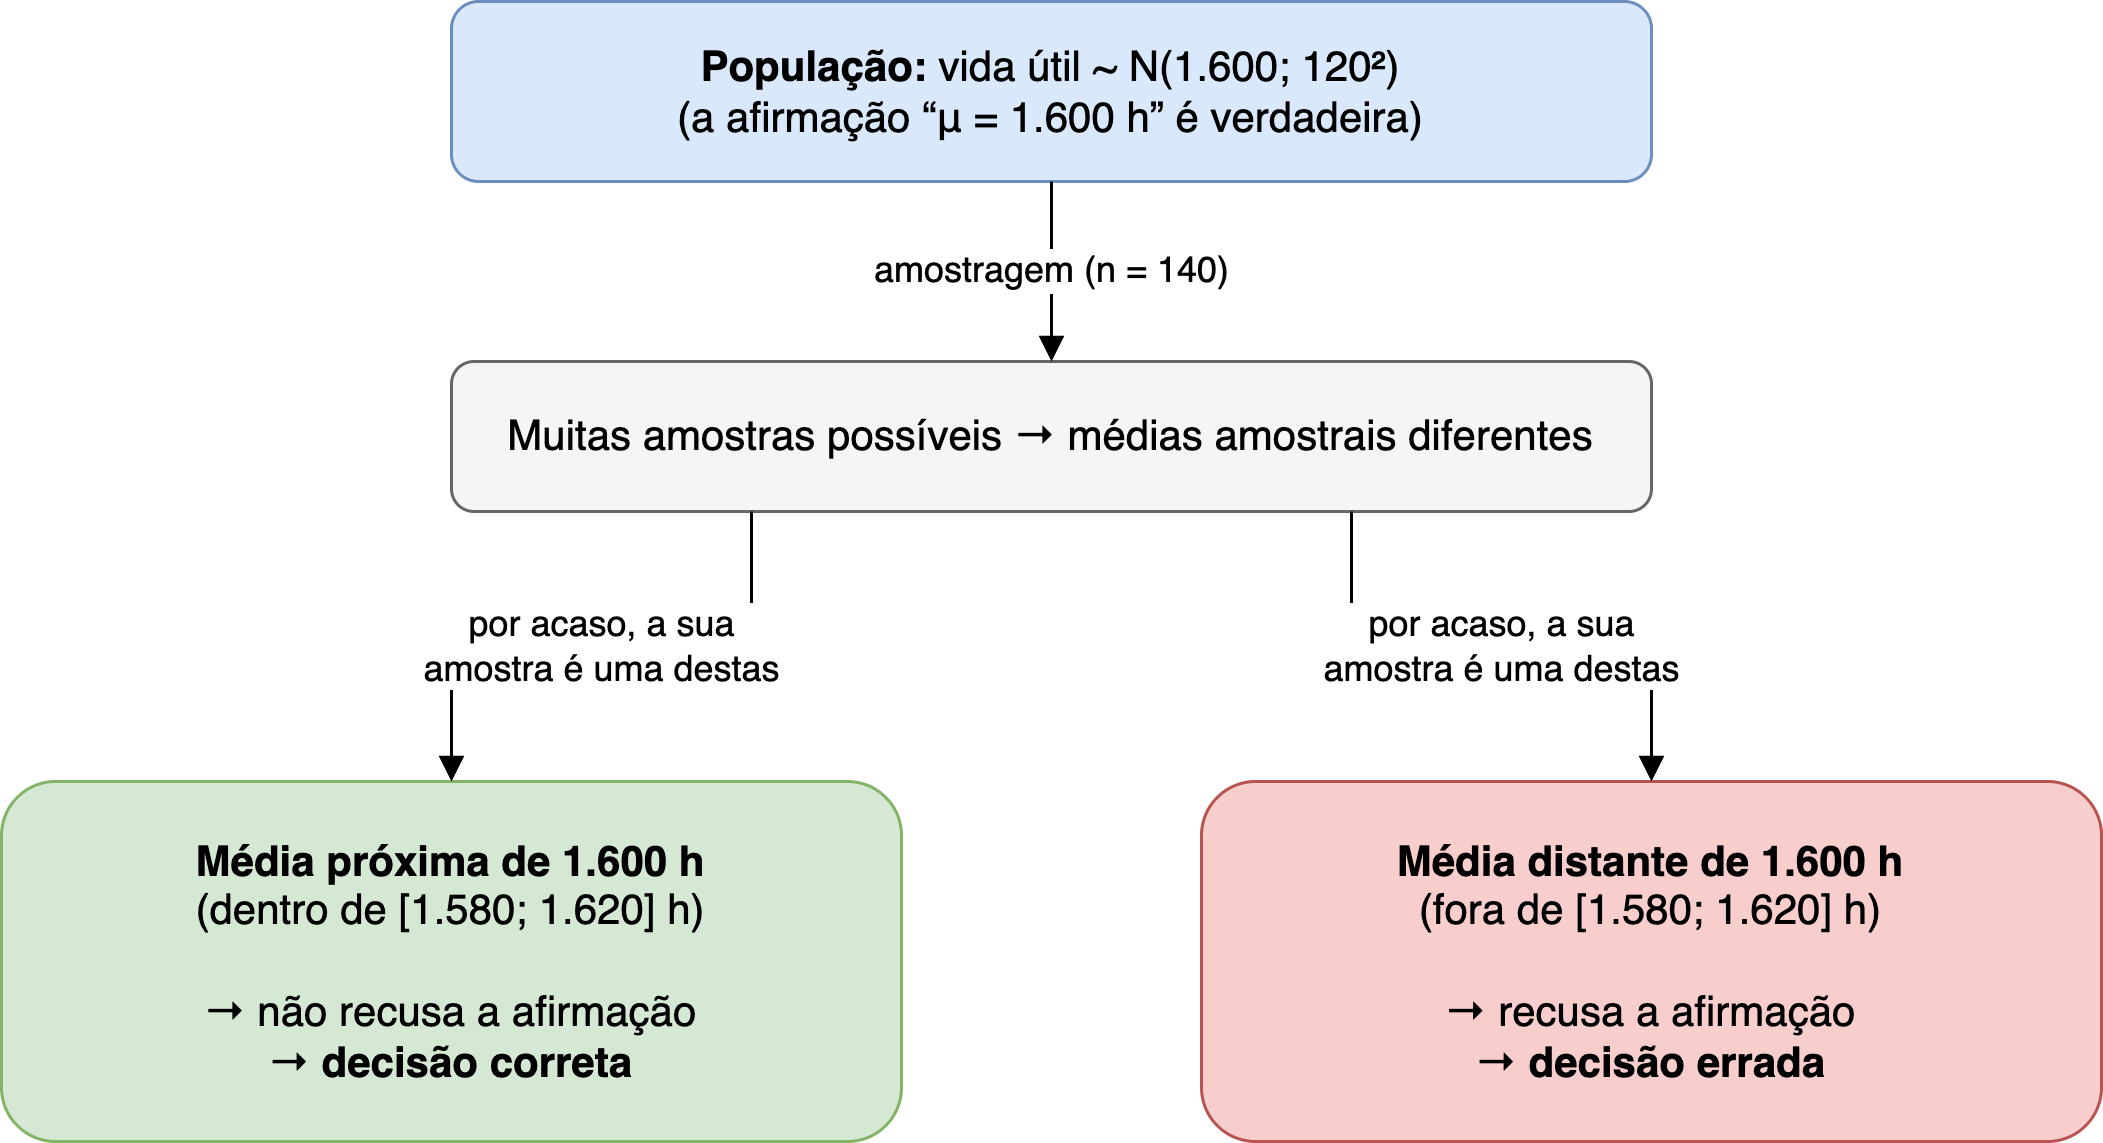 População: vida útil ~ N(1.600; 120²)
(a afirmação “μ = 1.600 h” é verdadeira)
amostragem (n = 140)
Muitas amostras possíveis → médias amostrais diferentes
por acaso, a sua
amostra é uma destas
por acaso, a sua
amostra é uma destas
Média próxima de 1.600 h
(dentro de [1.580; 1.620] h)
→ não recusa a afirmação
→ decisão correta
Média distante de 1.600 h
(fora de [1.580; 1.620] h)
→ recusa a afirmação
→ decisão errada